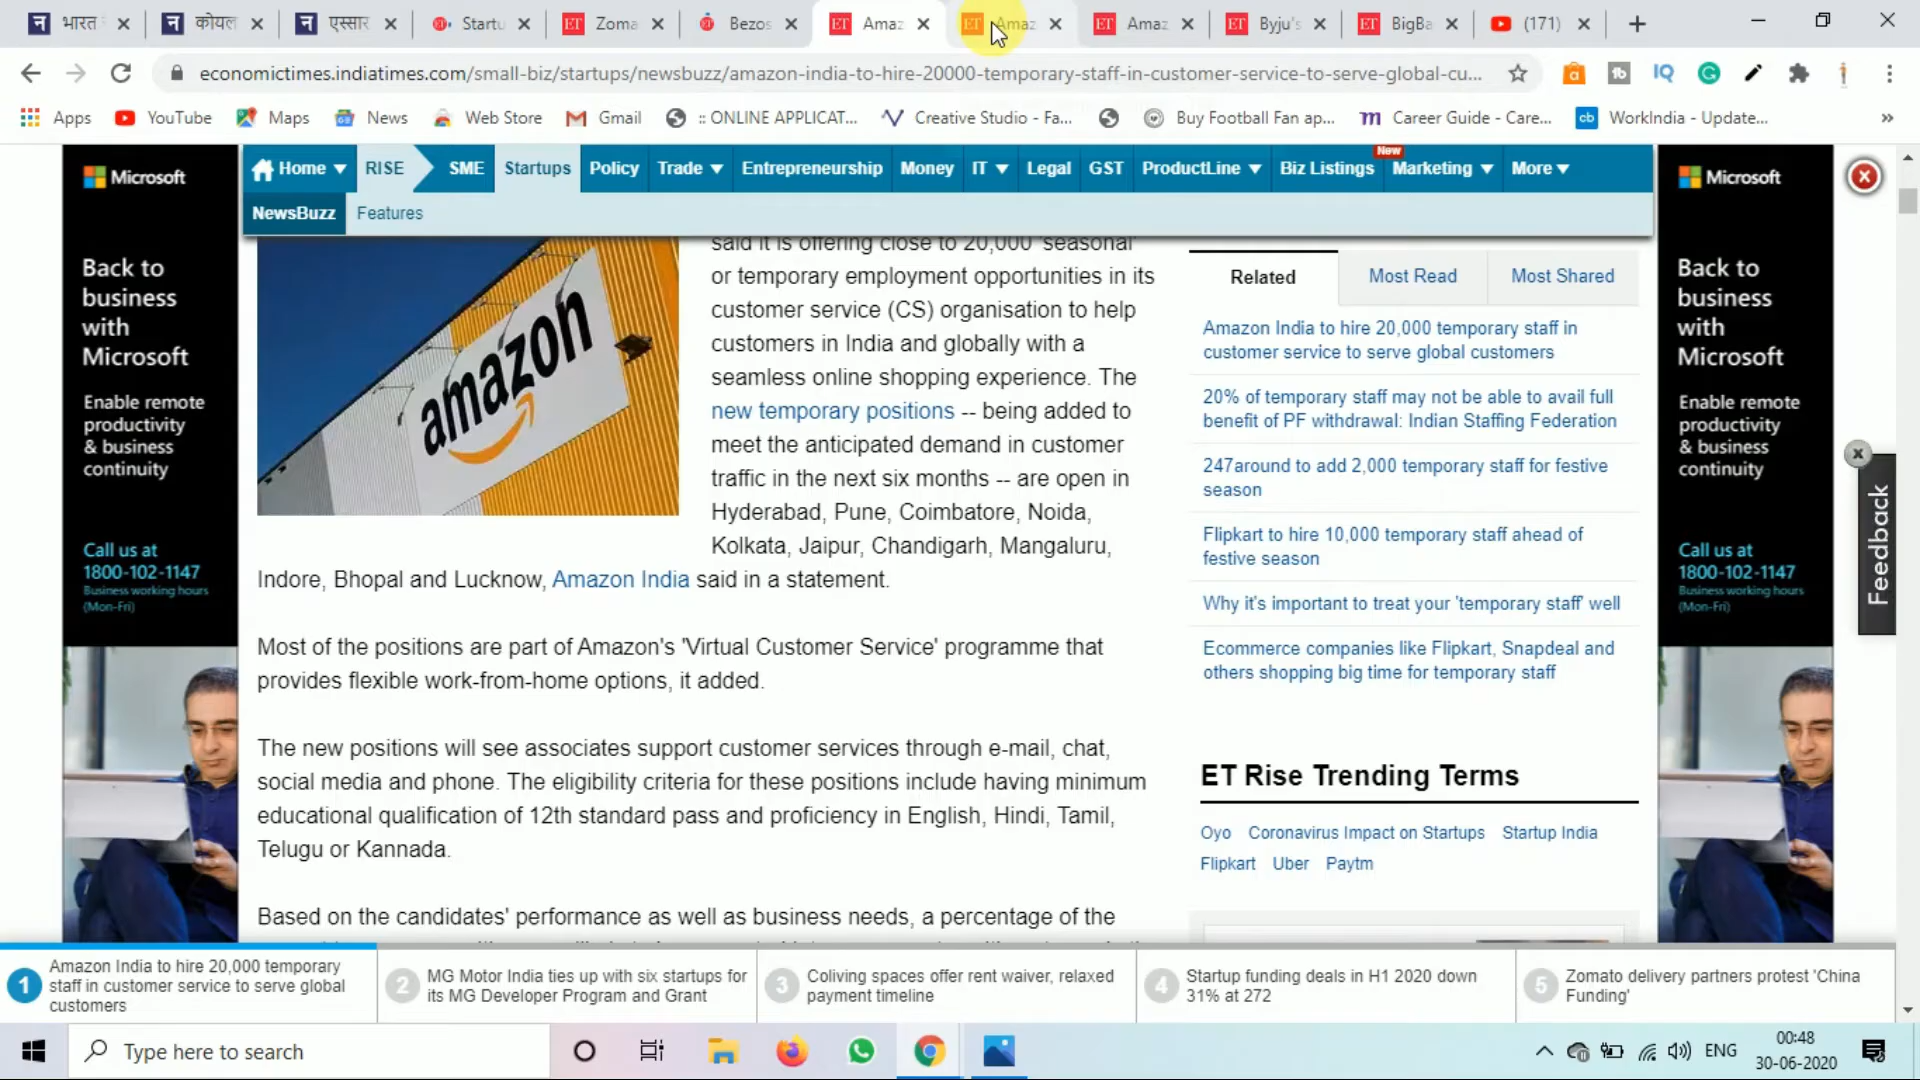 भारत
कोयल
एस्सार
Startu
Zoma
Bezos
Amaz
Amaz
Amaz
Byju's
BigBa
(171)
economictimes.indiatimes.com/small-biz/startups/newsbuzz/amazon-india-to-hire-20000-temporary-staff-in-customer-service-to-serve-global-cu...
Apps
YouTube
Maps
News
Web Store
Gmail
:: ONLINE APPLICAT...
Creative Studio - Fa...
Buy Football Fan ap...
Career Guide - Care...
WorkIndia - Update...
»
Home
RISE
SME
Startups
Policy
Trade
Entrepreneurship
Money
IT
Legal
GST
ProductLine
Biz Listings
New
Marketing
More
NewsBuzz
Features
Microsoft
Back to
business
with
Microsoft
Enable remote
productivity
& business
continuity
Call us at
1800-102-1147
Business working hours
(Mon-Fri)
amazon
said it is offering close to 20,000 'seasonal'
or temporary employment opportunities in its
customer service (CS) organisation to help
customers in India and globally with a
seamless online shopping experience. The
new temporary positions -- being added to
meet the anticipated demand in customer
traffic in the next six months -- are open in
Hyderabad, Pune, Coimbatore, Noida,
Kolkata, Jaipur, Chandigarh, Mangaluru,
Indore, Bhopal and Lucknow, Amazon India said in a statement.
Most of the positions are part of Amazon's 'Virtual Customer Service' programme that
provides flexible work-from-home options, it added.
The new positions will see associates support customer services through e-mail, chat,
social media and phone. The eligibility criteria for these positions include having minimum
educational qualification of 12th standard pass and proficiency in English, Hindi, Tamil,
Telugu or Kannada.
Based on the candidates' performance as well as business needs, a percentage of the
Related
Most Read
Most Shared
Amazon India to hire 20,000 temporary staff in
customer service to serve global customers
20% of temporary staff may not be able to avail full
benefit of PF withdrawal: Indian Staffing Federation
247around to add 2,000 temporary staff for festive
season
Flipkart to hire 10,000 temporary staff ahead of
festive season
Why it's important to treat your 'temporary staff' well
Ecommerce companies like Flipkart, Snapdeal and
others shopping big time for temporary staff
ET Rise Trending Terms
Oyo Coronavirus Impact on Startups Startup India
Flipkart Uber Paytm
Microsoft
Back to
business
with
Microsoft
Enable remote
productivity
& business
continuity
Call us at
1800-102-1147
Business working hours
(Mon-Fri)
Feedback
1
Amazon India to hire 20,000 temporary
staff in customer service to serve global
customers
2
MG Motor India ties up with six startups for
its MG Developer Program and Grant
3
Coliving spaces offer rent waiver, relaxed
payment timeline
4
Startup funding deals in H1 2020 down
31% at 272
5
Zomato delivery partners protest 'China
Funding'
Type here to search
ENG
00:48
30-06-2020